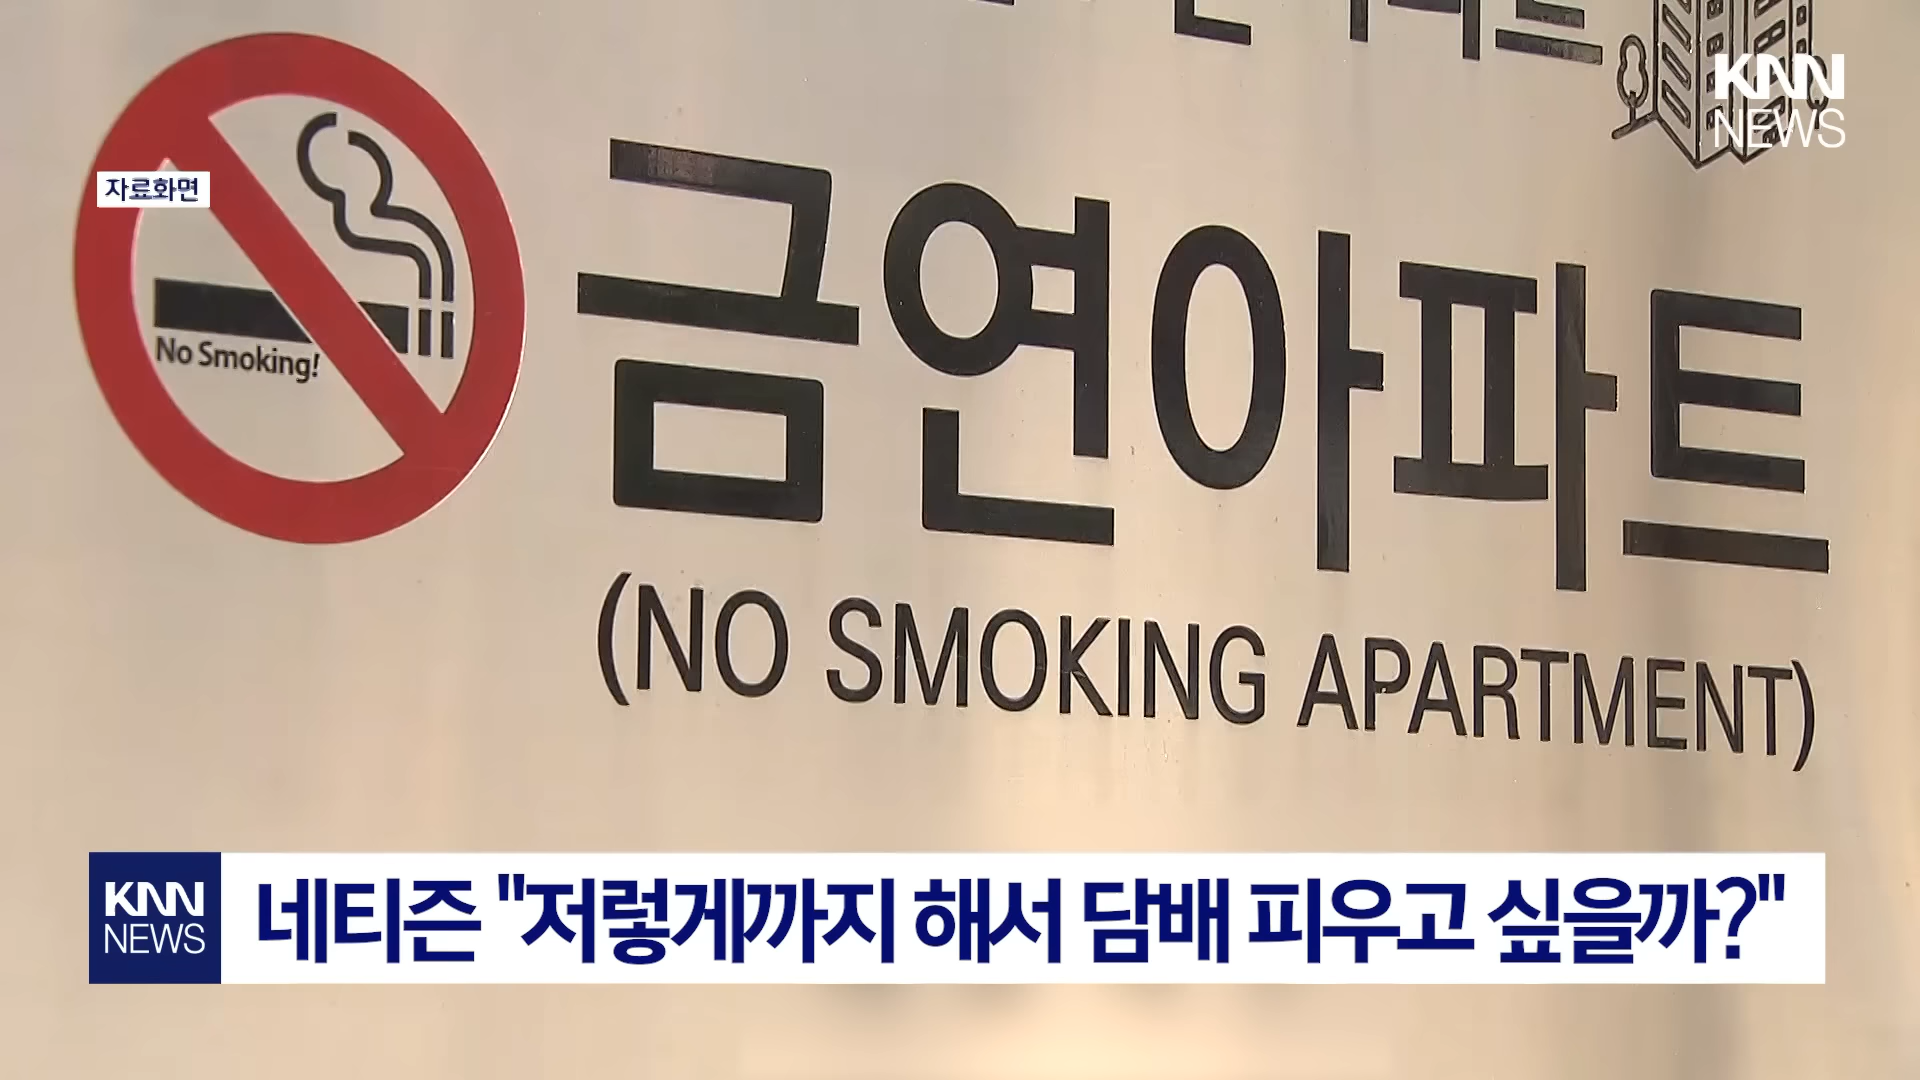 KNN
NEWS
자료화면
No Smoking!
금연아파트
(NO SMOKING APARTMENT)
KNN
NEWS
네티즌 "저렇게까지 해서 담배 피우고 싶을까?"